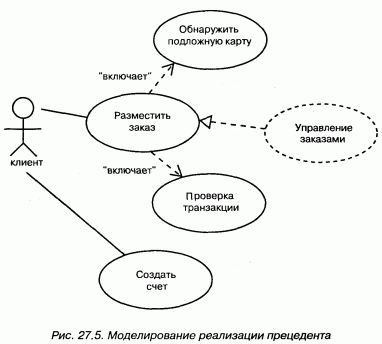 Обнаружить
подложную карту
"включает"
Разместить
заказ
Управление
заказами
клиент
"включает"
Проверка
транзакции
Создать
счет
Рис. 27.5. Моделирование реализации прецедента